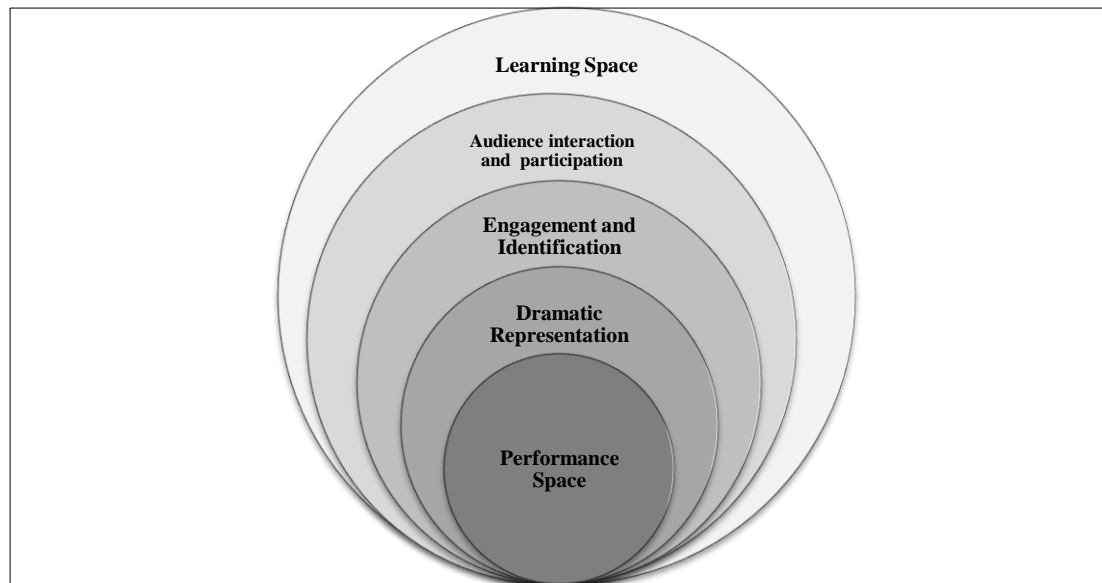 Learning Space
Audience interaction
and participation
Engagement and
Identification
Dramatic
Representation
Performance
Space